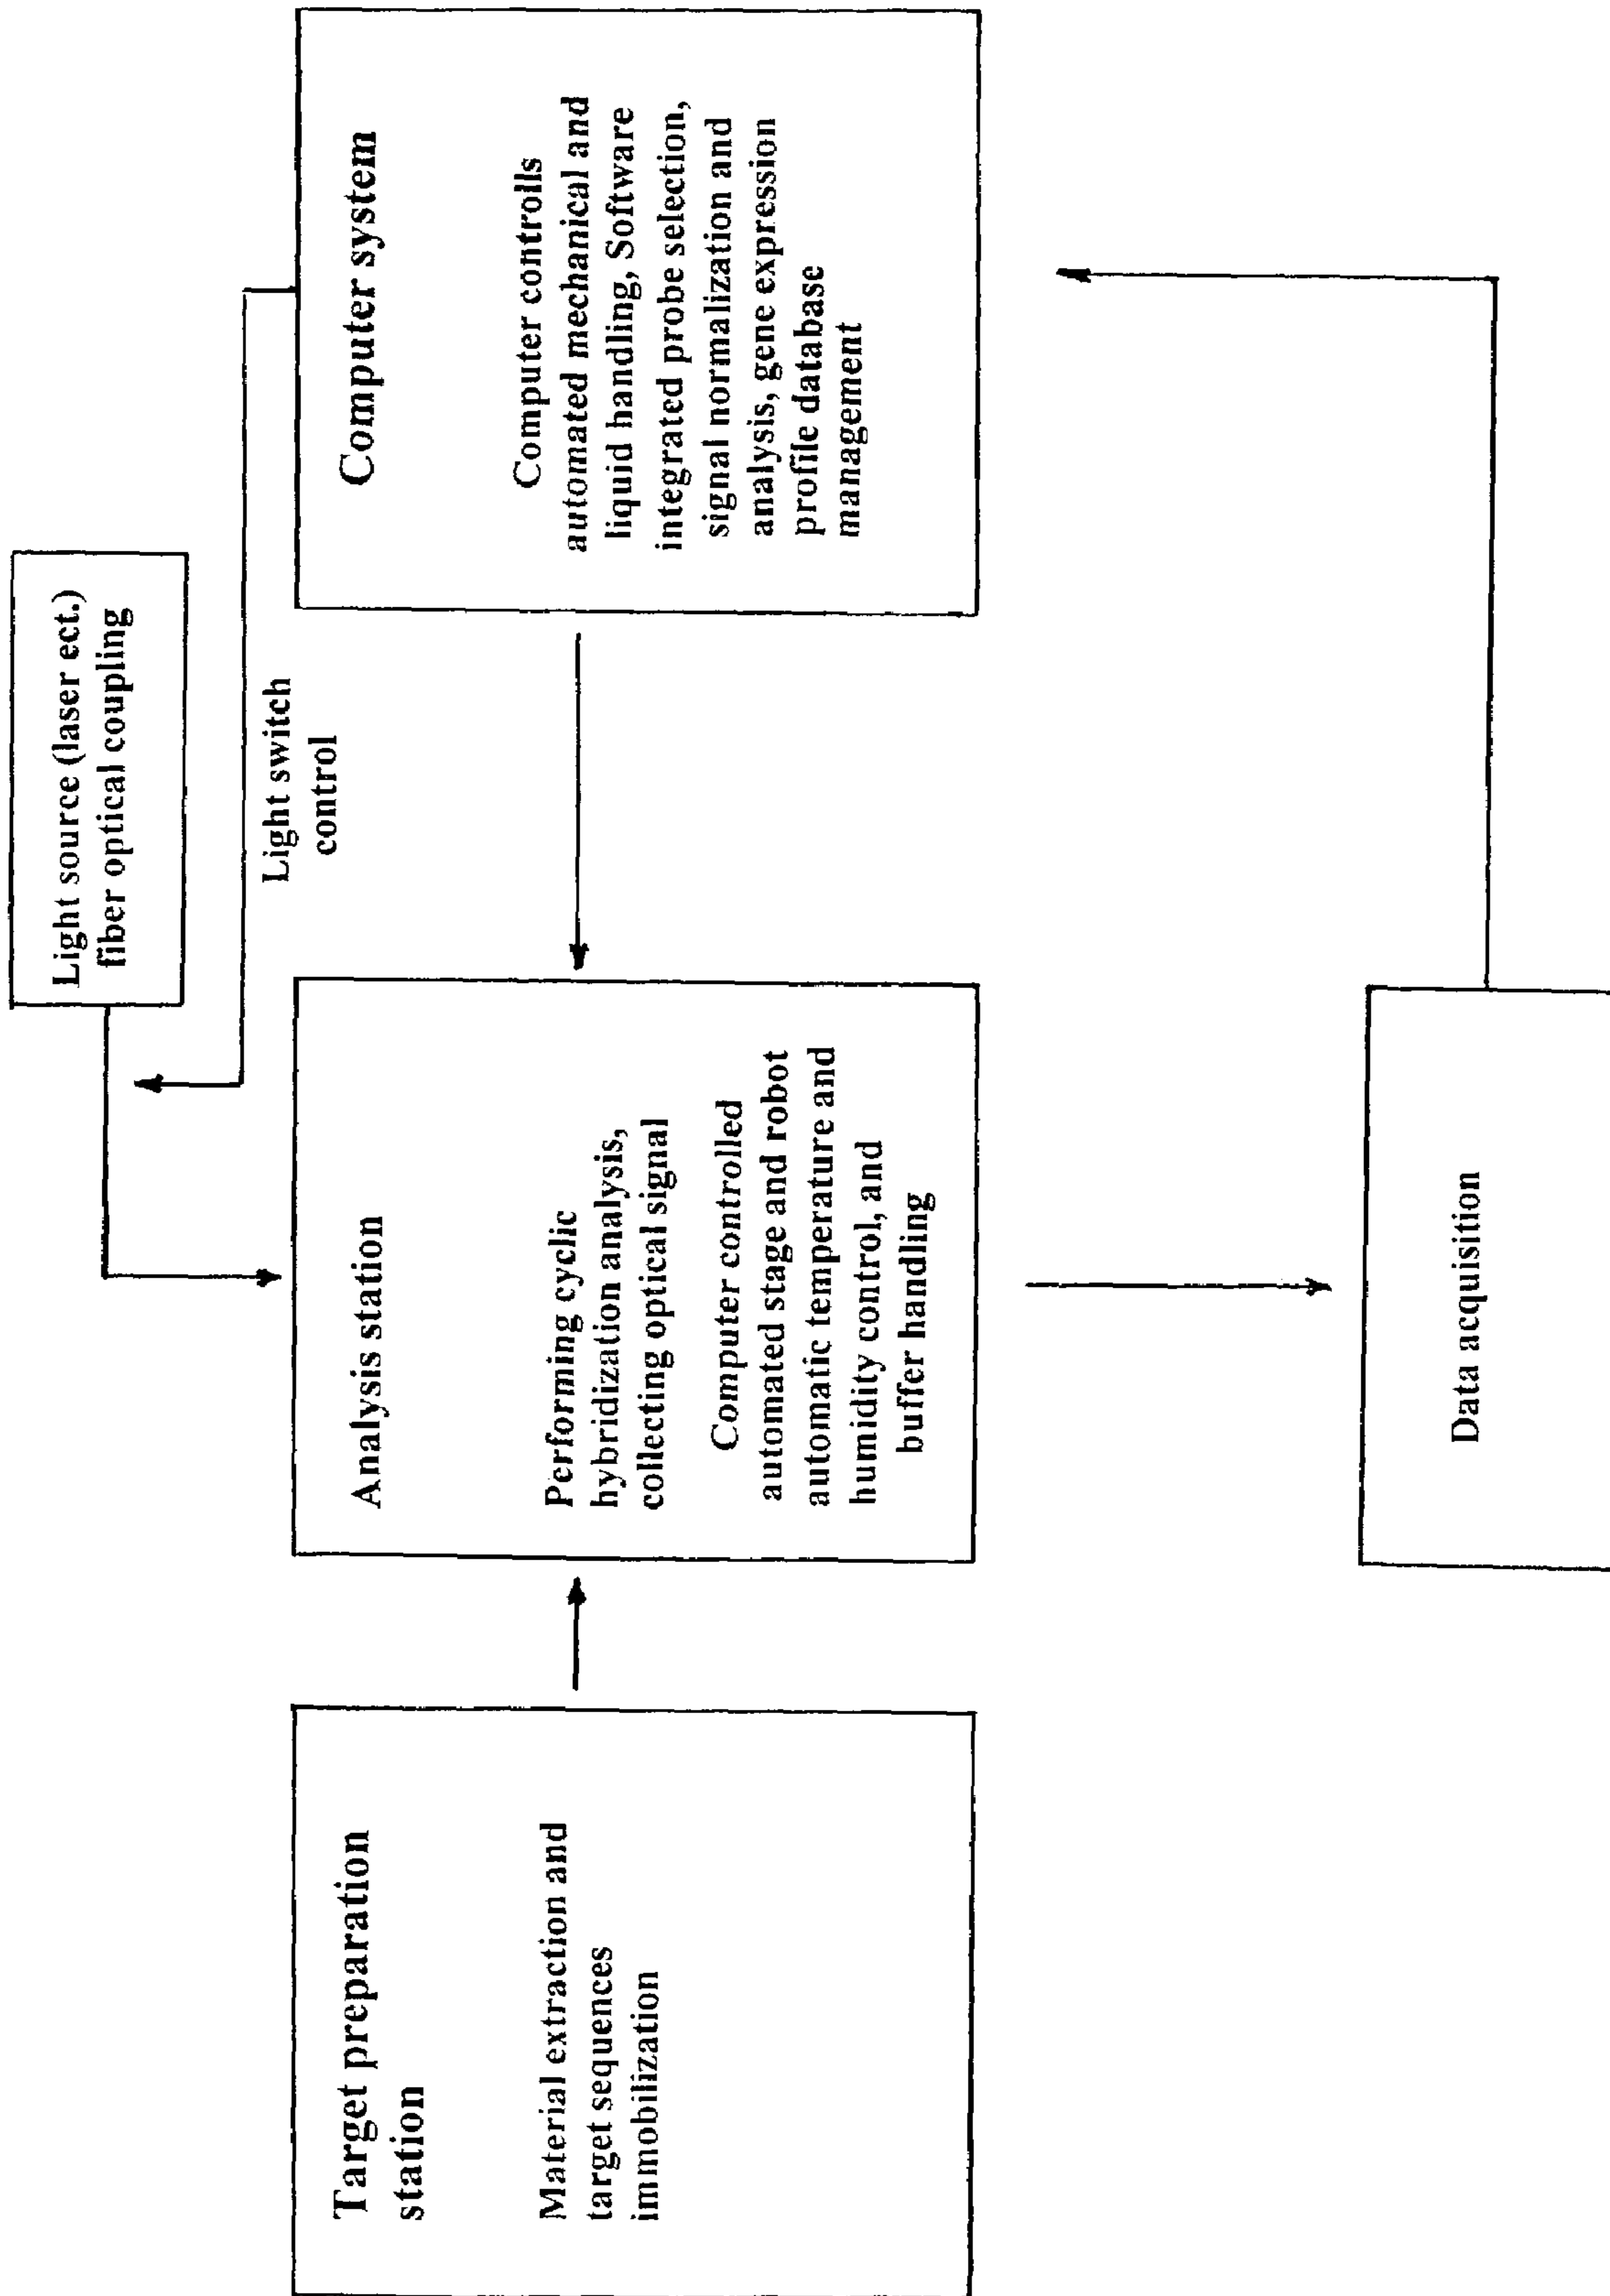 Light source (laser ect.)
fiber optical coupling
Light switch
control
Target preparation
station
Material extraction and
target sequences
immobilization
Analysis station
Performing cyclic
hybridization analysis,
collecting optical signal
Computer controlled
automated stage and robot
automatic temperature and
humidity control, and
buffer handling
Computer system
Computer controlls
automated mechanical and
liquid handling, Software
integrated probe selection,
signal normalization and
analysis, gene expression
profile database
management
Data acquisition